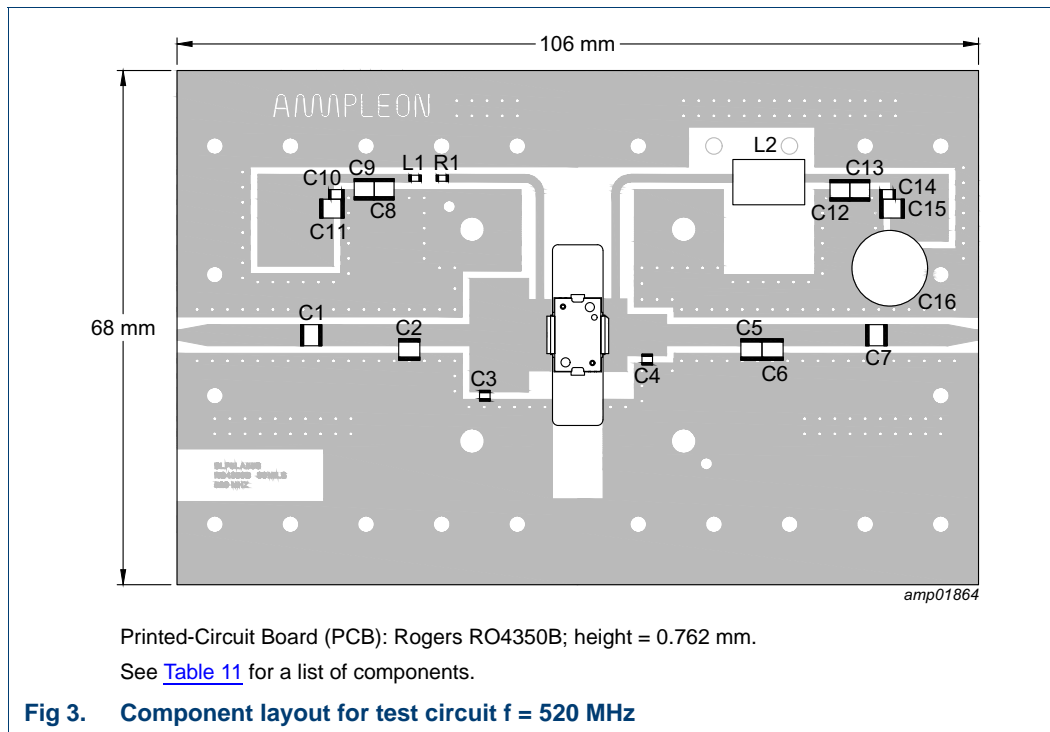 106 mm
AMPLEON
L2
C9
L1
R1
C13
C10
C14
C8
C12
C15
C11
C16
C1
C2
68 mm
C5
C7
C3
C4
C6
amp01864
Printed-Circuit Board (PCB): Rogers RO4350B; height = 0.762 mm.
See Table 11 for a list of components.
Fig 3. Component layout for test circuit f = 520 MHz